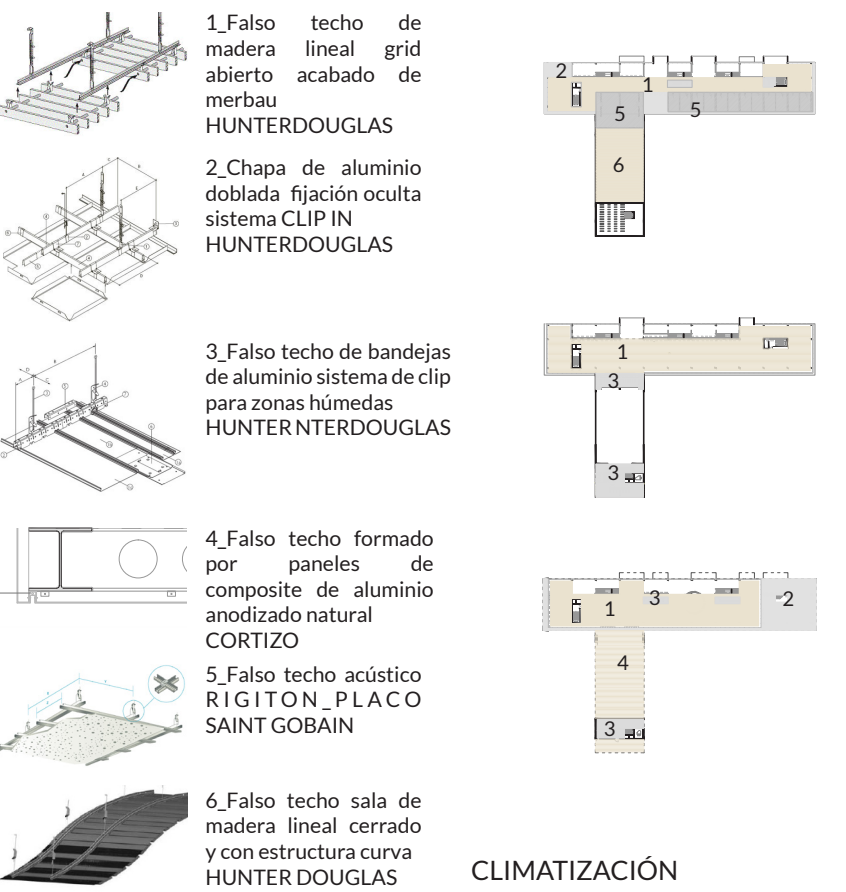 1_Falso techo de
madera lineal grid
abierto acabado de
merbau
HUNTERDOUGLAS
2_Chapa de aluminio
doblada fijación oculta
sistema CLIP IN
HUNTERDOUGLAS
3_Falso techo de bandejas
de aluminio sistema de clip
para zonas húmedas
HUNTER NTERDOUGLAS
4_Falso techo formado
por paneles de
composite de aluminio
anodizado natural
CORTIZO
5_Falso techo acústico
RIGITON_PLACO
SAINT GOBAIN
6_Falso techo sala de
madera lineal cerrado
y con estructura curva
HUNTER DOUGLAS
2
1
5
5
6
1
3
3
1
3
2
4
3
CLIMATIZACIÓN